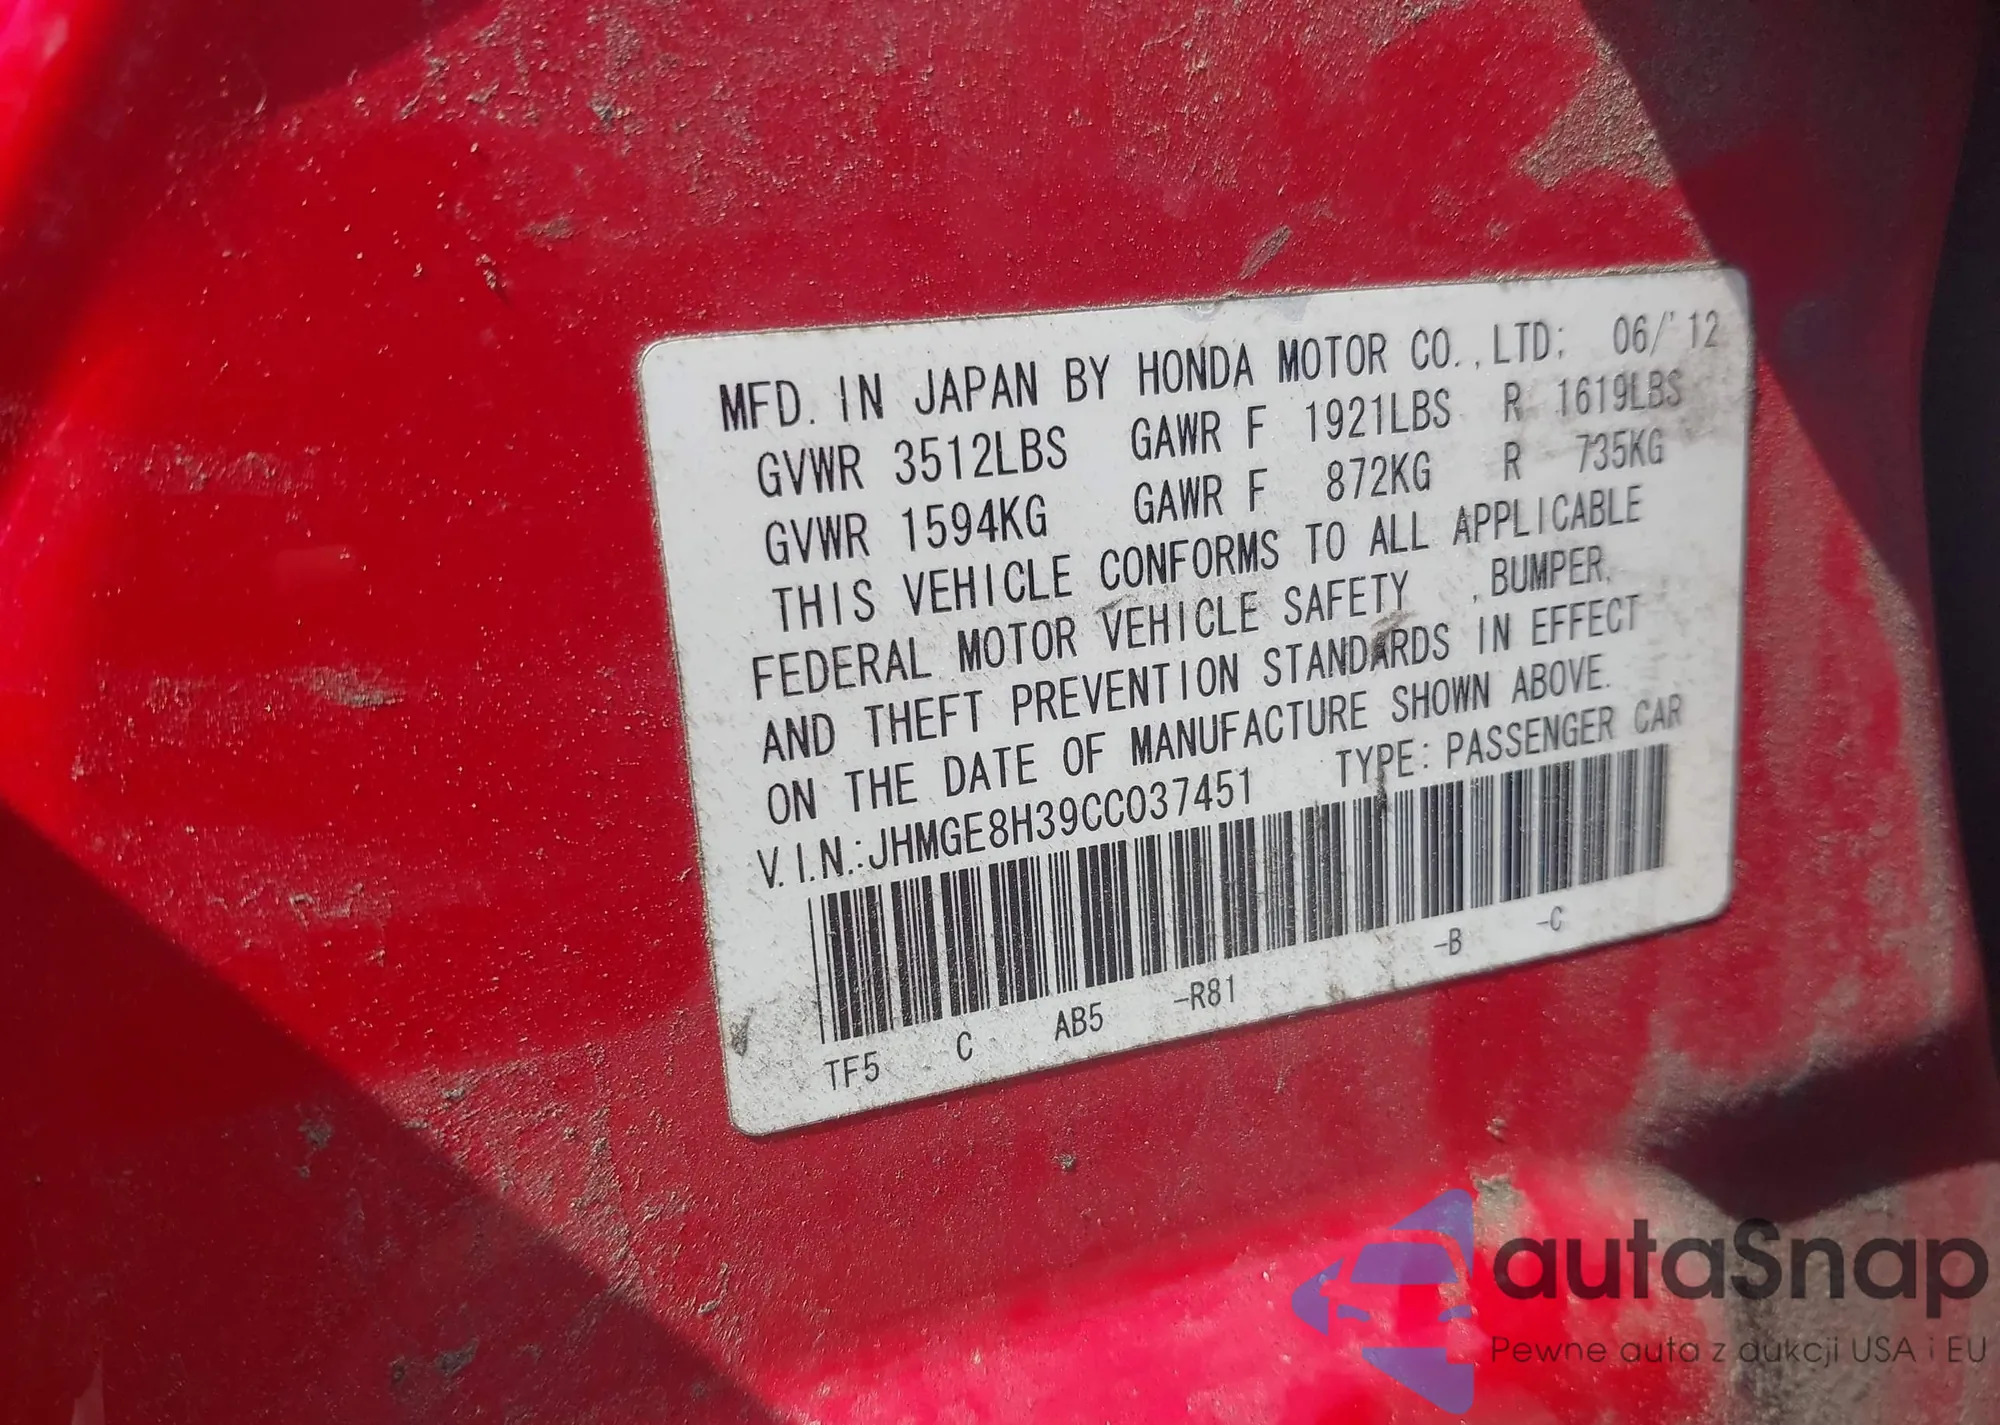 MFD. IN JAPAN BY HONDA MOTOR CO.,LTD; 06/'12
GVWR 3512LBS GAWR F 1921LBS R 1619LBS
GVWR 1594KG GAWR F 872KG R 735KG
THIS VEHICLE CONFORMS TO ALL APPLICABLE
FEDERAL MOTOR VEHICLE SAFETY ,BUMPER,
AND THEFT PREVENTION STANDARDS IN EFFECT
ON THE DATE OF MANUFACTURE SHOWN ABOVE.
V.I.N.:JHMGE8H39CC037451 TYPE:PASSENGER CAR
TF5 C AB5 -R81 -B -C
autaSnap
Pewne auta z aukcji USA i EU